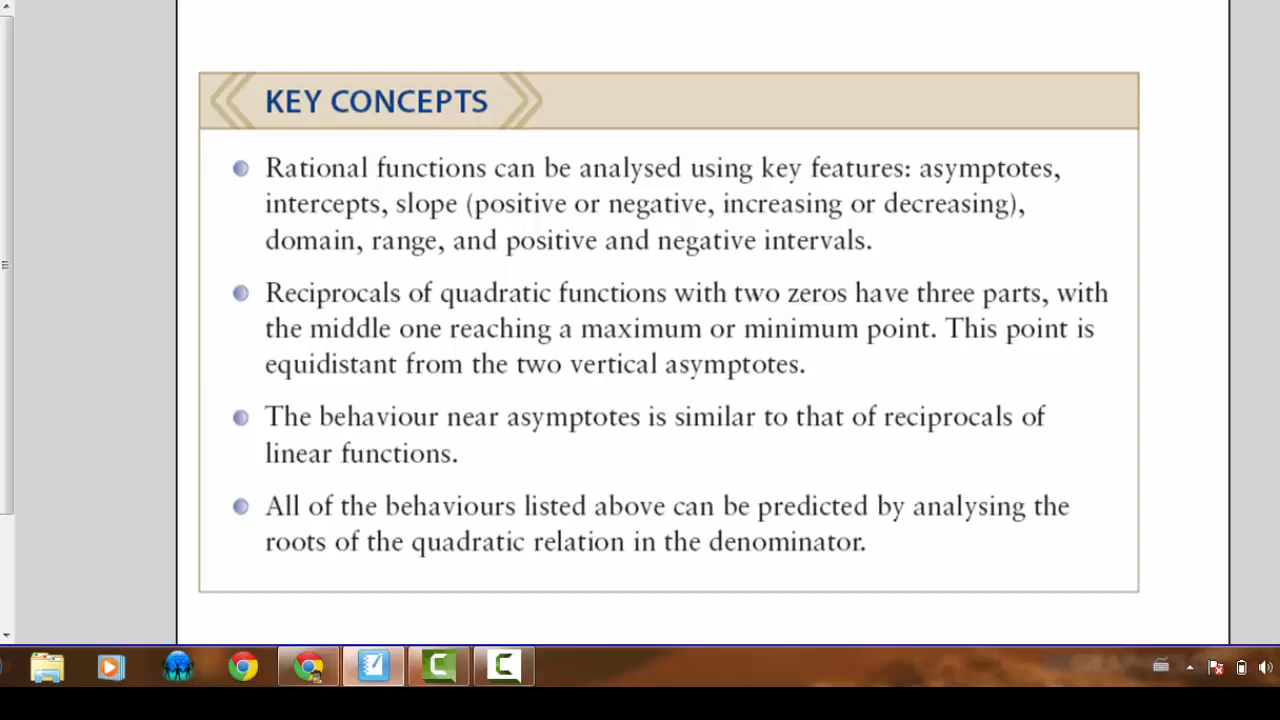 KEY CONCEPTS
Rational functions can be analysed using key features: asymptotes,
intercepts, slope (positive or negative, increasing or decreasing),
domain, range, and positive and negative intervals.
Reciprocals of quadratic functions with two zeros have three parts, with
the middle one reaching a maximum or minimum point. This point is
equidistant from the two vertical asymptotes.
The behaviour near asymptotes is similar to that of reciprocals of
linear functions.
All of the behaviours listed above can be predicted by analysing the
roots of the quadratic relation in the denominator.